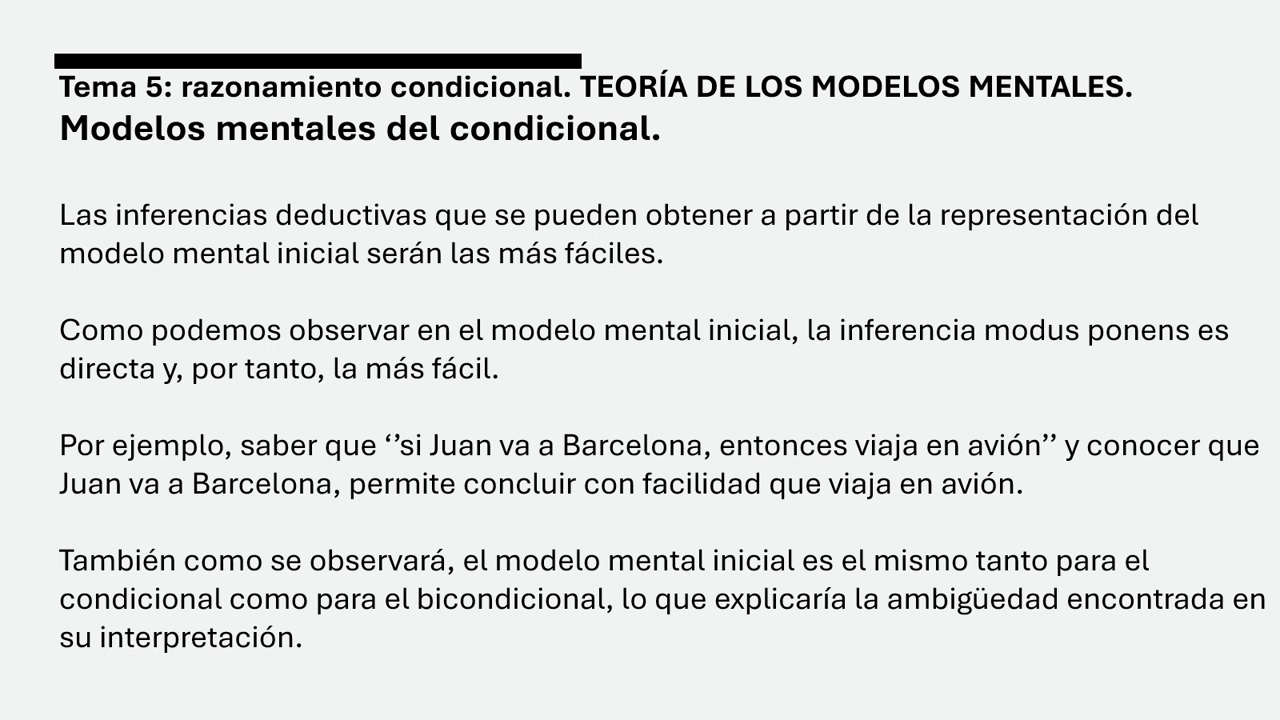 Tema 5: razonamiento condicional. TEORÍA DE LOS MODELOS MENTALES.
Modelos mentales del condicional.
Las inferencias deductivas que se pueden obtener a partir de la representación del
modelo mental inicial serán las más fáciles.
Como podemos observar en el modelo mental inicial, la inferencia modus ponens es
directa y, por tanto, la más fácil.
Por ejemplo, saber que ‘’si Juan va a Barcelona, entonces viaja en avión’’ y conocer que
Juan va a Barcelona, permite concluir con facilidad que viaja en avión.
También como se observará, el modelo mental inicial es el mismo tanto para el
condicional como para el bicondicional, lo que explicaría la ambigüedad encontrada en
su interpretación.